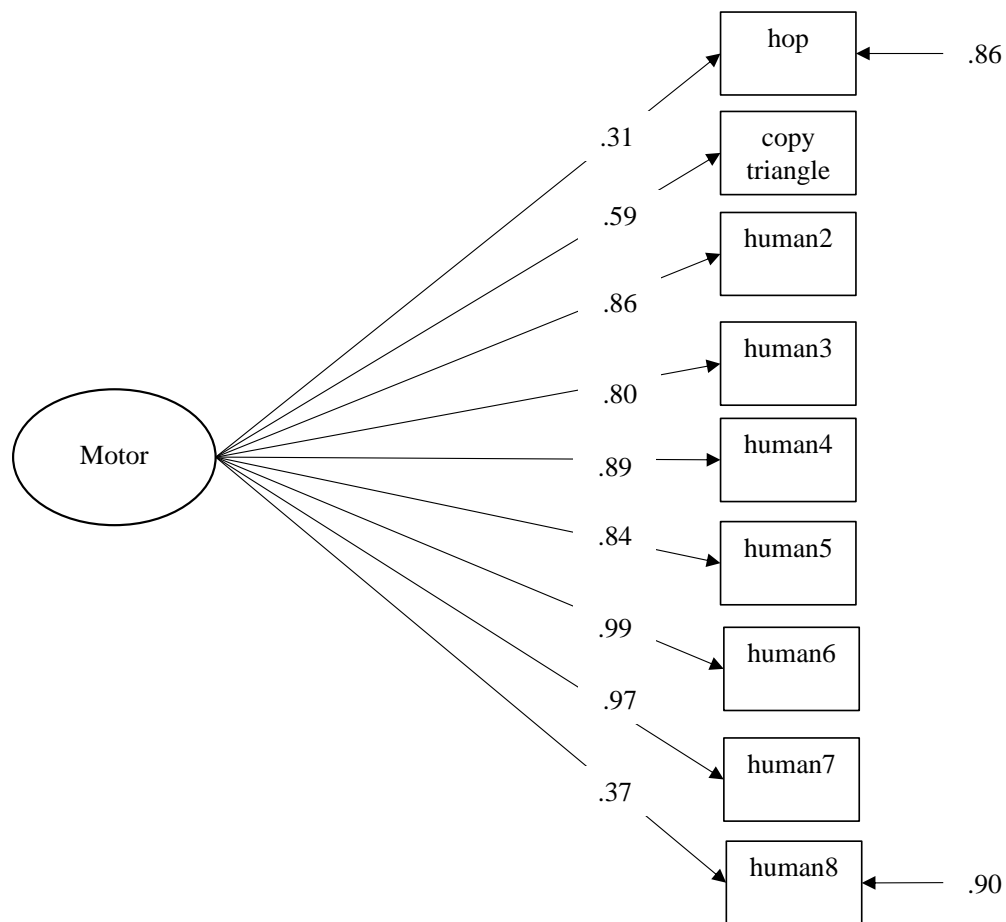 hop
.86
.31
copy
triangle
.59
human2
.86
human3
.80
Motor
human4
.89
human5
.84
human6
.99
human7
.97
.37
human8
.90